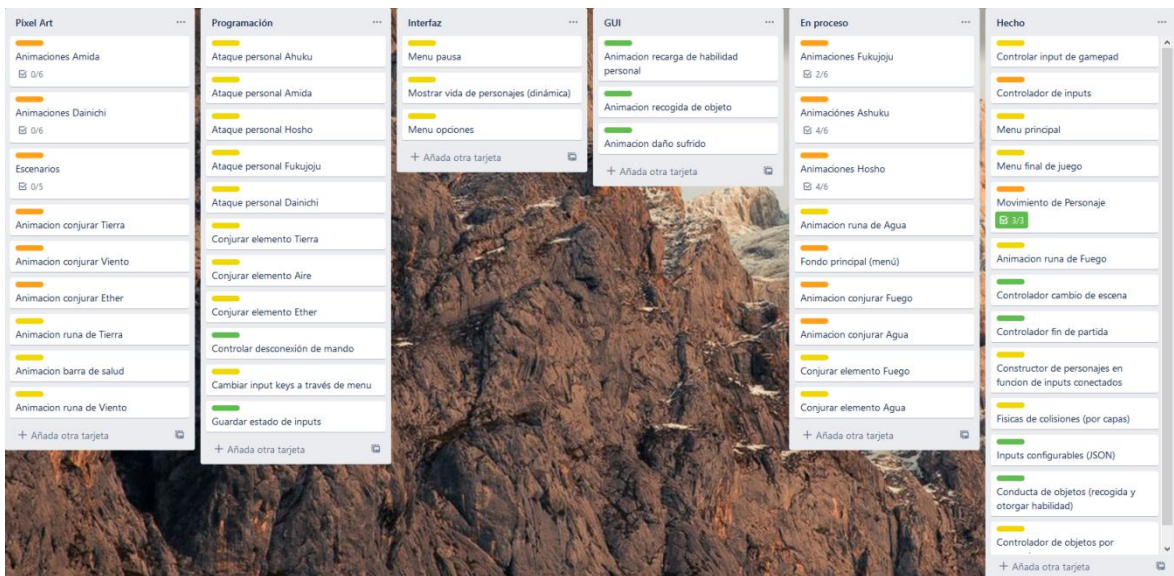 Pixel Art
Animaciones Amida
0/6
Animaciones Dainichi
0/6
Escenarios
0/5
Animacion conjurar Tierra
Animacion conjurar Viento
Animacion conjurar Ether
Animacion runa de Tierra
Animacion barra de salud
Animacion runa de Viento
+ Añada otra tarjeta
Programación
Ataque personal Ahuku
Ataque personal Amida
Ataque personal Hosho
Ataque personal Fukojuju
Ataque personal Dainichi
Conjurar elemento Tierra
Conjurar elemento Aire
Conjurar elemento Ether
Controlar desconexión de mando
Cambiar input keys a través de menu
Guardar estado de inputs
+ Añada otra tarjeta
Interfaz
Menu pausa
Mostrar vida de personajes (dinámica)
Menu opciones
+ Añada otra tarjeta
GUI
Animacion recarga de habilidad
personal
Animacion recogida de objeto
Animacion daño sufrido
+ Añada otra tarjeta
En proceso
Animaciones Fukujoju
2/6
Animaciónes Ashuku
4/6
Animaciones Hosho
4/6
Animacion runa de Agua
Fondo principal (menú)
Animacion conjurar Fuego
Animacion conjurar Agua
Conjurar elemento Fuego
Conjurar elemento Agua
+ Añada otra tarjeta
Hecho
Controlar input de gamepad
Controlador de inputs
Menu principal
Menu final de juego
Movimiento de Personaje
3/3
Animacion runa de Fuego
Controlador cambio de escena
Controlador fin de partida
Constructor de personajes en
funcion de inputs conectados
Fisicas de colisiones (por capas)
Inputs configurables (JSON)
Conducta de objetos (recogida y
otorgar habilidad)
Controlador de objetos por
+ Añada otra tarjeta